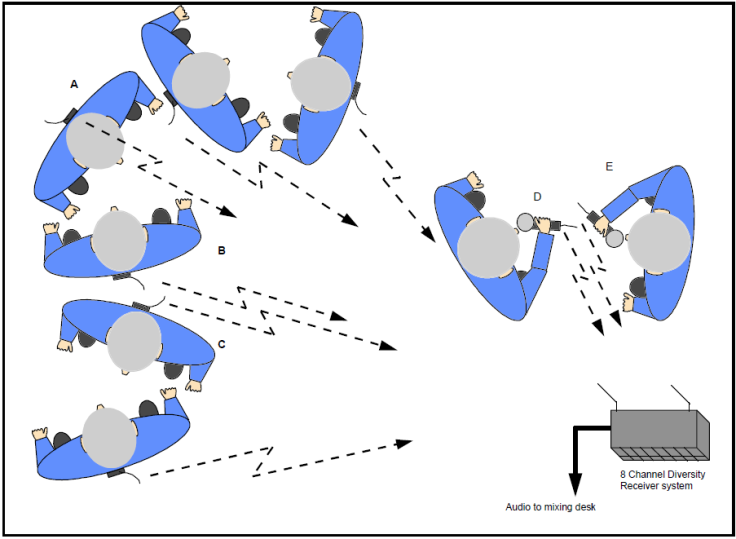 A
E
D
B
C
8 Channel Diversity
Receiver system
Audio to mixing desk